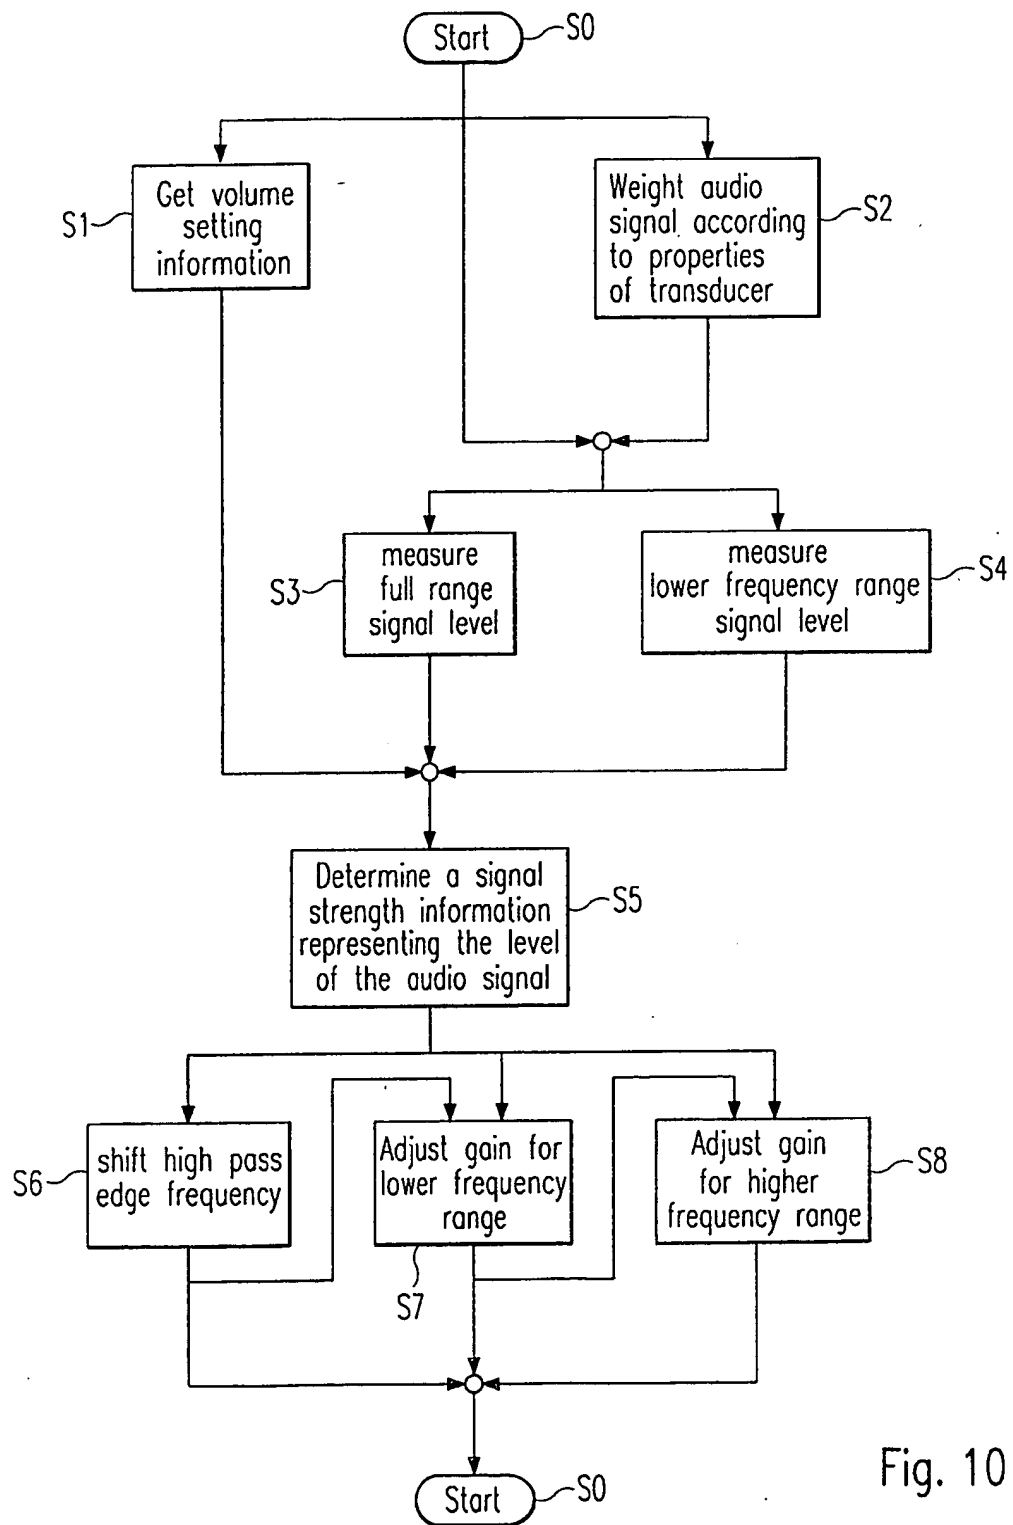 Start
S0
Get volume
setting
information
S1
Weight audio
signal according
to properties
of transducer
S2
measure
full range
signal level
S3
measure
lower frequency range
signal level
S4
Determine a signal
strength information
representing the level
of the audio signal
S5
shift high pass
edge frequency
S6
Adjust gain for
lower frequency
range
S7
Adjust gain
for higher
frequency range
S8
Start
S0
Fig. 10